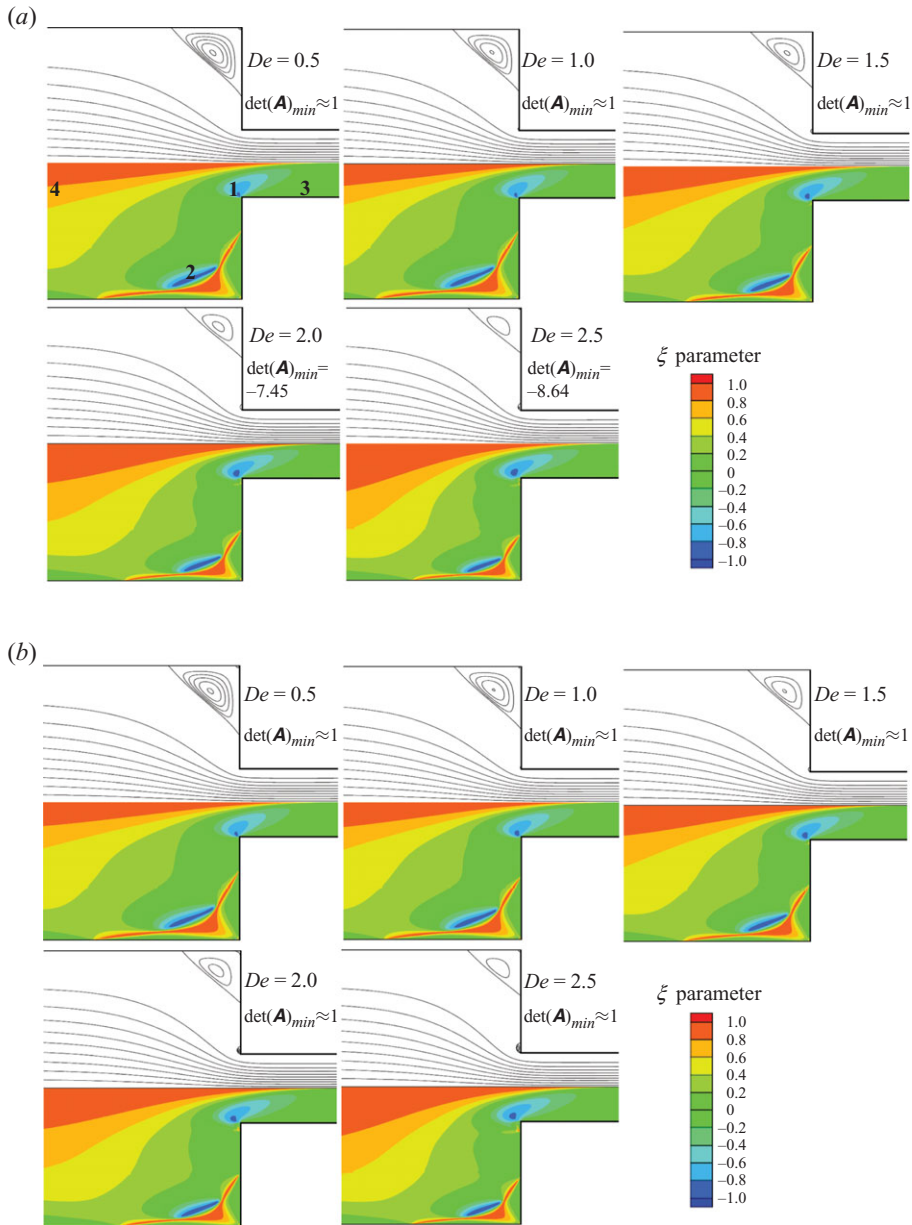 (a)
De = 0.5
det(A)min≈1
De = 1.0
det(A)min≈1
De = 1.5
det(A)min≈1
4
1
3
2
De = 2.0
det(A)min=
–7.45
De = 2.5
det(A)min=
–8.64
ξ parameter
1.0
0.8
0.6
0.4
0.2
0
–0.2
–0.4
–0.6
–0.8
–1.0
(b)
De = 0.5
det(A)min≈1
De = 1.0
det(A)min≈1
De = 1.5
det(A)min≈1
De = 2.0
det(A)min≈1
De = 2.5
det(A)min≈1
ξ parameter
1.0
0.8
0.6
0.4
0.2
0
–0.2
–0.4
–0.6
–0.8
–1.0